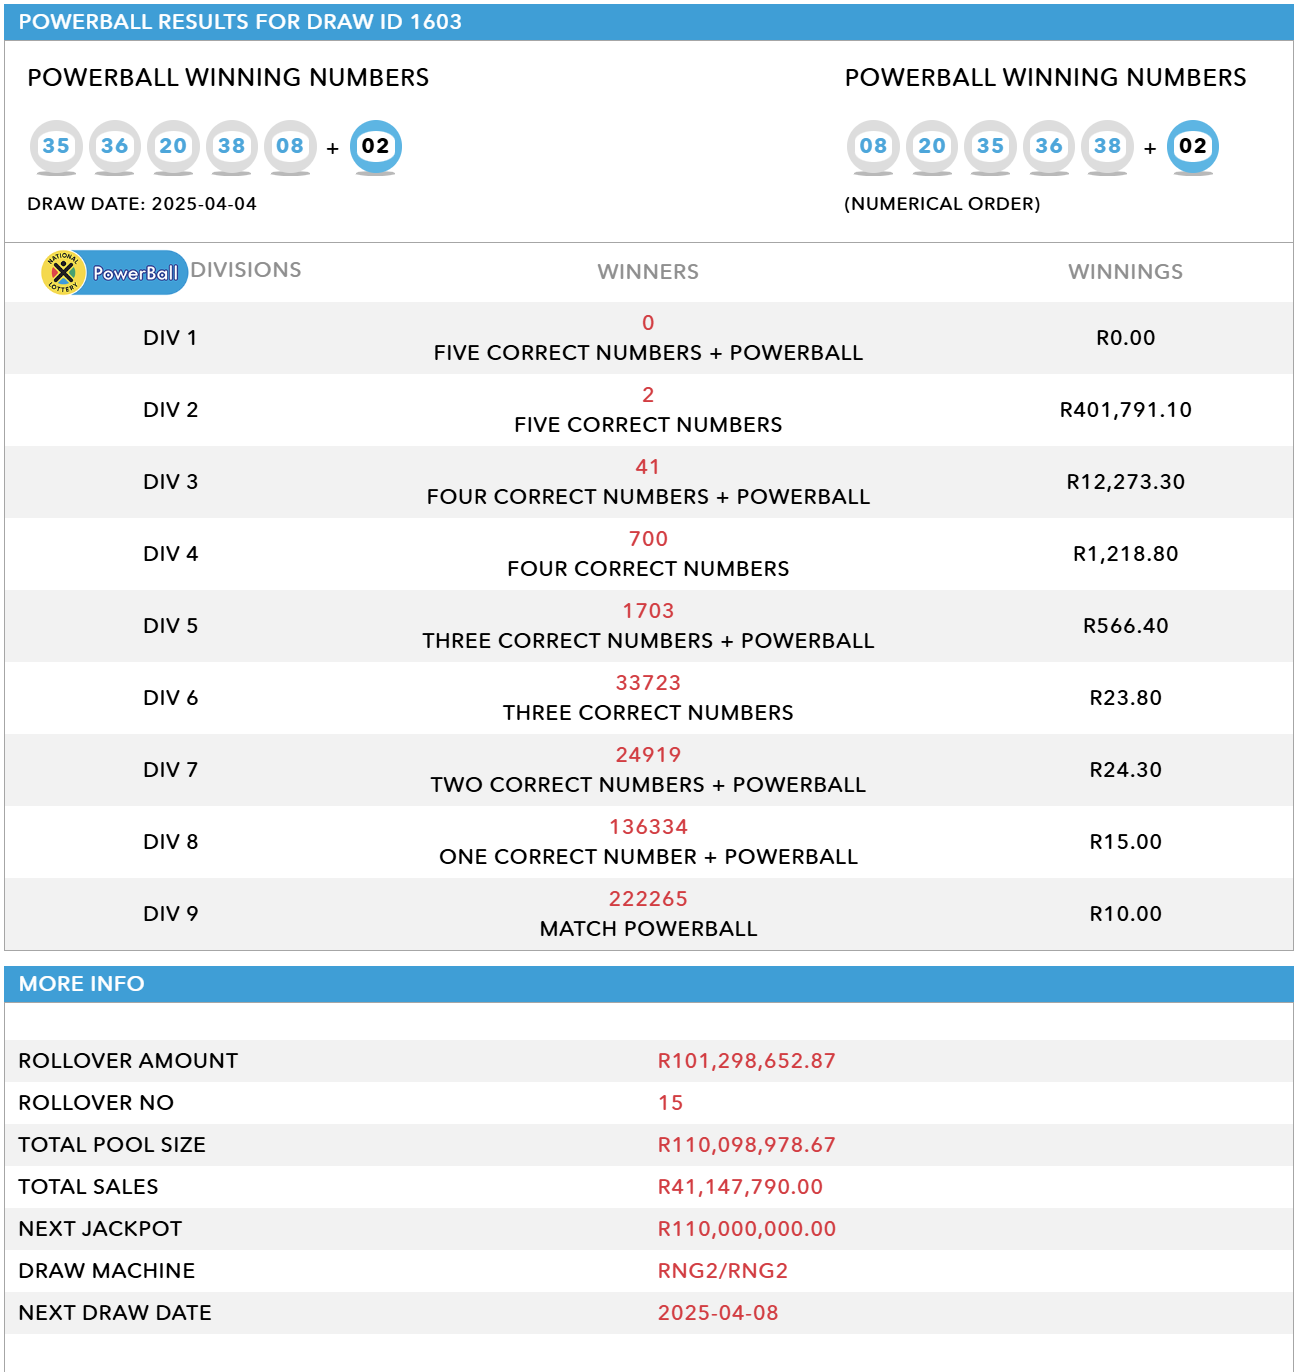 POWERBALL RESULTS FOR DRAW ID 1603
POWERBALL WINNING NUMBERS
35 36 20 38 08 + 02
DRAW DATE: 2025-04-04
POWERBALL WINNING NUMBERS
08 20 35 36 38 + 02
(NUMERICAL ORDER)
NATIONAL LOTTERY PowerBall DIVISIONS WINNERS WINNINGS
DIV 1
0
FIVE CORRECT NUMBERS + POWERBALL
R0.00
DIV 2
2
FIVE CORRECT NUMBERS
R401,791.10
DIV 3
41
FOUR CORRECT NUMBERS + POWERBALL
R12,273.30
DIV 4
700
FOUR CORRECT NUMBERS
R1,218.80
DIV 5
1703
THREE CORRECT NUMBERS + POWERBALL
R566.40
DIV 6
33723
THREE CORRECT NUMBERS
R23.80
DIV 7
24919
TWO CORRECT NUMBERS + POWERBALL
R24.30
DIV 8
136334
ONE CORRECT NUMBER + POWERBALL
R15.00
DIV 9
222265
MATCH POWERBALL
R10.00
MORE INFO
ROLLOVER AMOUNT R101,298,652.87
ROLLOVER NO 15
TOTAL POOL SIZE R110,098,978.67
TOTAL SALES R41,147,790.00
NEXT JACKPOT R110,000,000.00
DRAW MACHINE RNG2/RNG2
NEXT DRAW DATE 2025-04-08